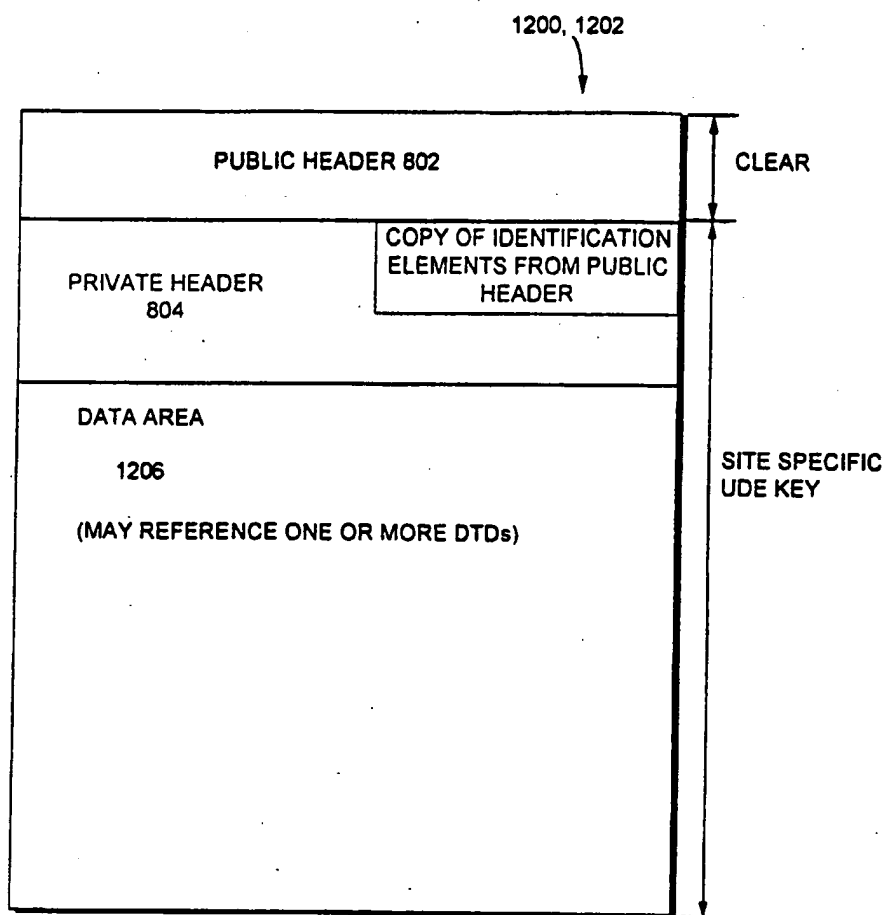 1200, 1202
PUBLIC HEADER 802
CLEAR
COPY OF IDENTIFICATION
ELEMENTS FROM PUBLIC
HEADER
PRIVATE HEADER
804
DATA AREA
1206
(MAY REFERENCE ONE OR MORE DTDs)
SITE SPECIFIC
UDE KEY